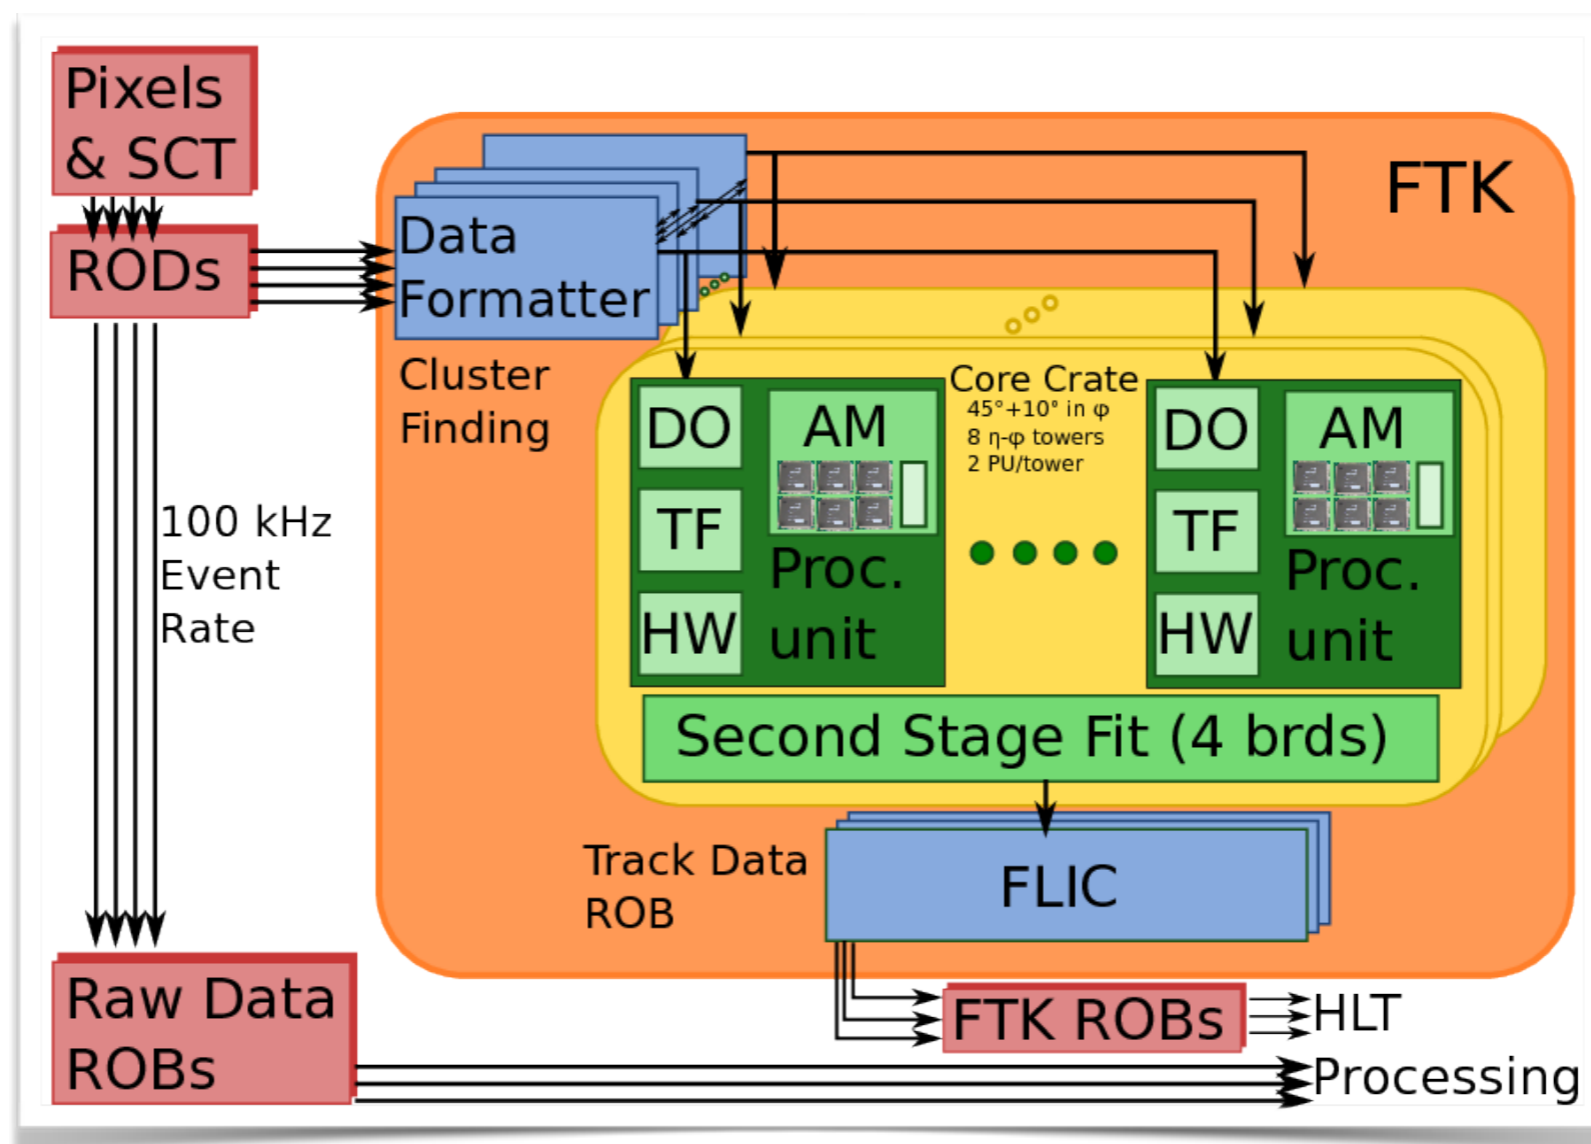 Pixels
& SCT
RODs
FTK
Data
Formatter
Cluster
Finding
Core Crate
45°+10° in φ
8 η-φ towers
2 PU/tower
DO
AM
TF
Proc.
HW
unit
DO
AM
TF
Proc.
HW
unit
100 kHz
Event
Rate
Second Stage Fit (4 brds)
Track Data
ROB
FLIC
Raw Data
ROBs
FTK ROBs
HLT
Processing